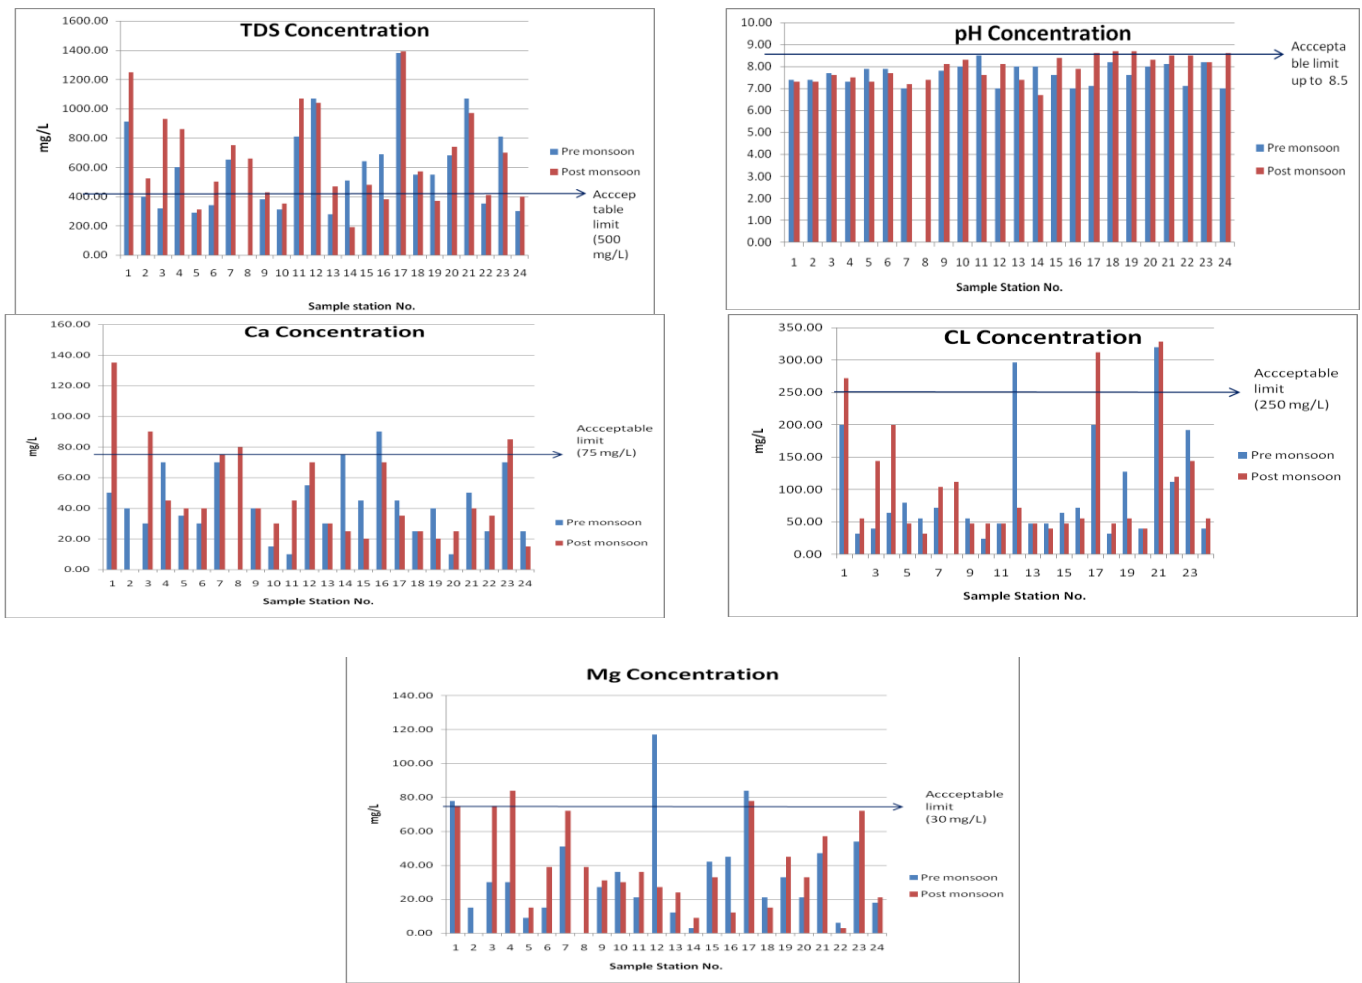 TDS Concentration
1600.00
1400.00
1200.00
1000.00
800.00
600.00
400.00
200.00
0.00
mg/L
1 2 3 4 5 6 7 8 9 10 11 12 13 14 15 16 17 18 19 20 21 22 23 24
Sample station No.
Pre monsoon
Post monsoon
Acccep
table
limit
(500
mg/L)
pH Concentration
10.00
9.00
8.00
7.00
6.00
5.00
4.00
3.00
2.00
1.00
0.00
1 2 3 4 5 6 7 8 9 10 11 12 13 14 15 16 17 18 19 20 21 22 23 24
Sample Station No.
Acccepta
ble limit
up to 8.5
Pre monsoon
Post monsoon
Ca Concentration
160.00
140.00
120.00
100.00
80.00
60.00
40.00
20.00
0.00
mg/L
1 2 3 4 5 6 7 8 9 10 11 12 13 14 15 16 17 18 19 20 21 22 23 24
Sample Station No.
Accceptable
limit
(75 mg/L)
Pre monsoon
Post monsoon
CL Concentration
350.00
300.00
250.00
200.00
150.00
100.00
50.00
0.00
mg/L
1 3 5 7 9 11 13 15 17 19 21 23
Sample Station No.
Accceptable
limit
(250 mg/L)
Pre monsoon
Post monsoon
Mg Concentration
140.00
120.00
100.00
80.00
60.00
40.00
20.00
0.00
mg/L
1 2 3 4 5 6 7 8 9 10 11 12 13 14 15 16 17 18 19 20 21 22 23 24
Sample Station No.
Accceptable
limit
(30 mg/L)
Pre monsoon
Post monsoon